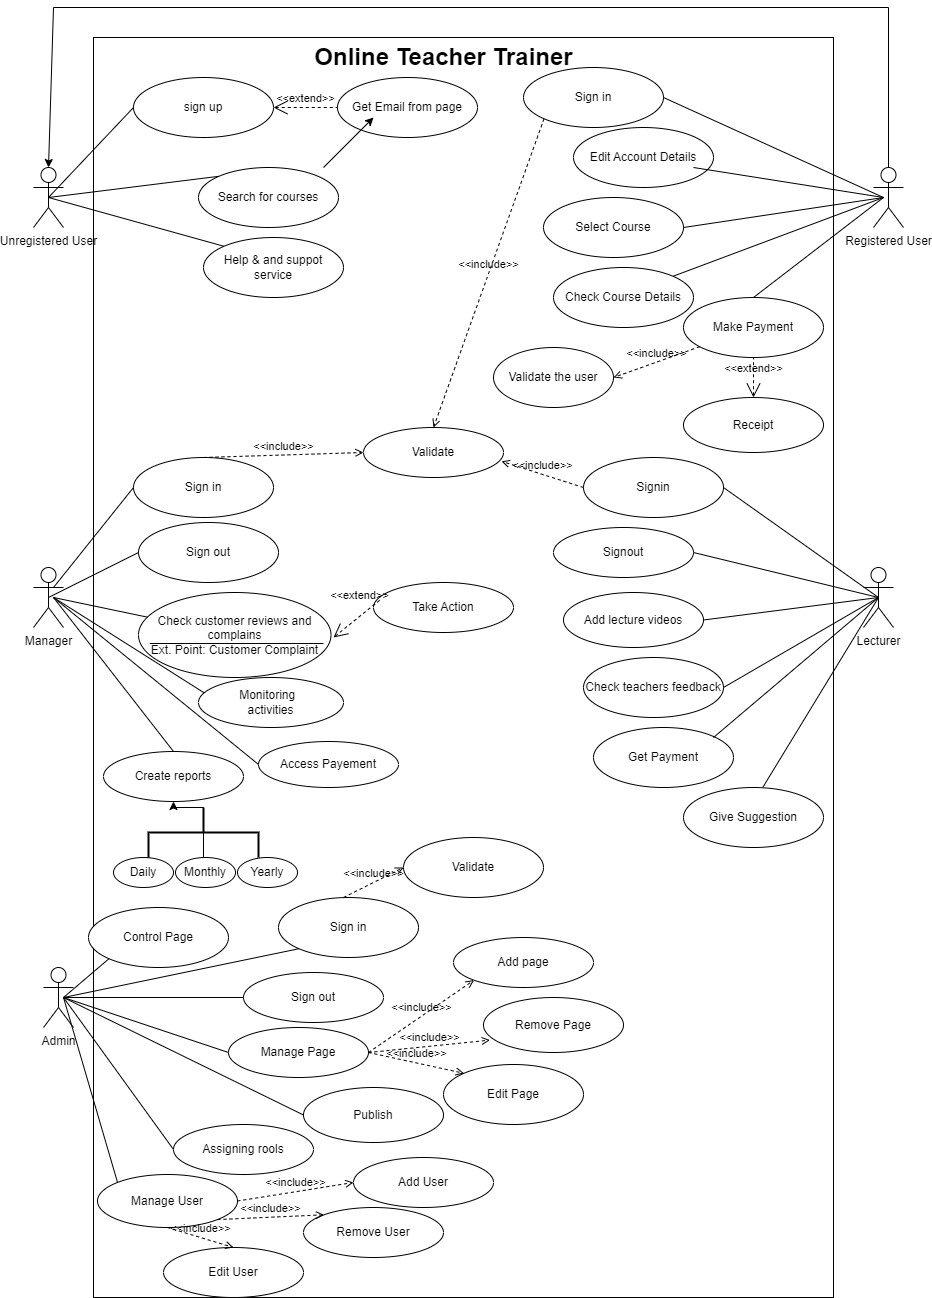 Online Teacher Trainer
sign up
<<extend>>
Get Email from page
Sign in
Edit Account Details
Search for courses
Unregistered User
Registered User
Select Course
Help & and suppot
service
<<include>>
Check Course Details
Make Payment
<<include>>
Validate the user
<<extend>>
Receipt
<<include>>
Validate
<<include>>
Sign in
Signin
Sign out
Signout
Manager
Lecturer
<<extend>>
Take Action
Check customer reviews and
complains
Ext. Point: Customer Complaint
Add lecture videos
Check teachers feedback
Monitoring
activities
Access Payement
Get Payment
Create reports
Give Suggestion
Daily
Monthly
Yearly
<<include>>
Validate
Control Page
Sign in
Add page
Admin
Sign out
<<include>>
Remove Page
<<include>>
Manage Page
<<include>>
Edit Page
Publish
Assigning rools
<<include>>
Add User
Manage User
<<include>>
Remove User
<<include>>
Edit User